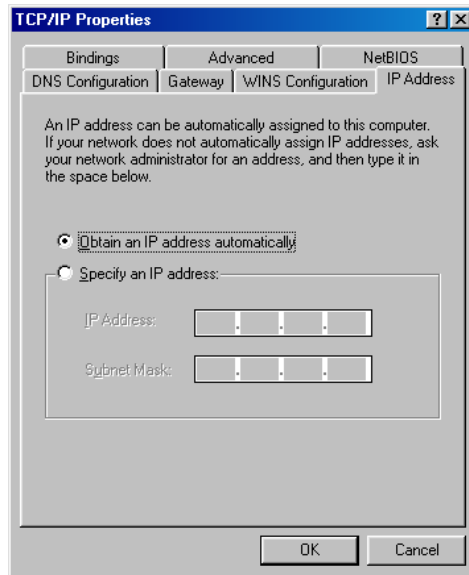 TCP/IP Properties
Bindings Advanced NetBIOS
DNS Configuration Gateway WINS Configuration IP Address
An IP address can be automatically assigned to this computer.
If your network does not automatically assign IP addresses, ask
your network administrator for an address, and then type it in
the space below.
Obtain an IP address automatically
Specify an IP address:
IP Address:
Subnet Mask:
OK Cancel